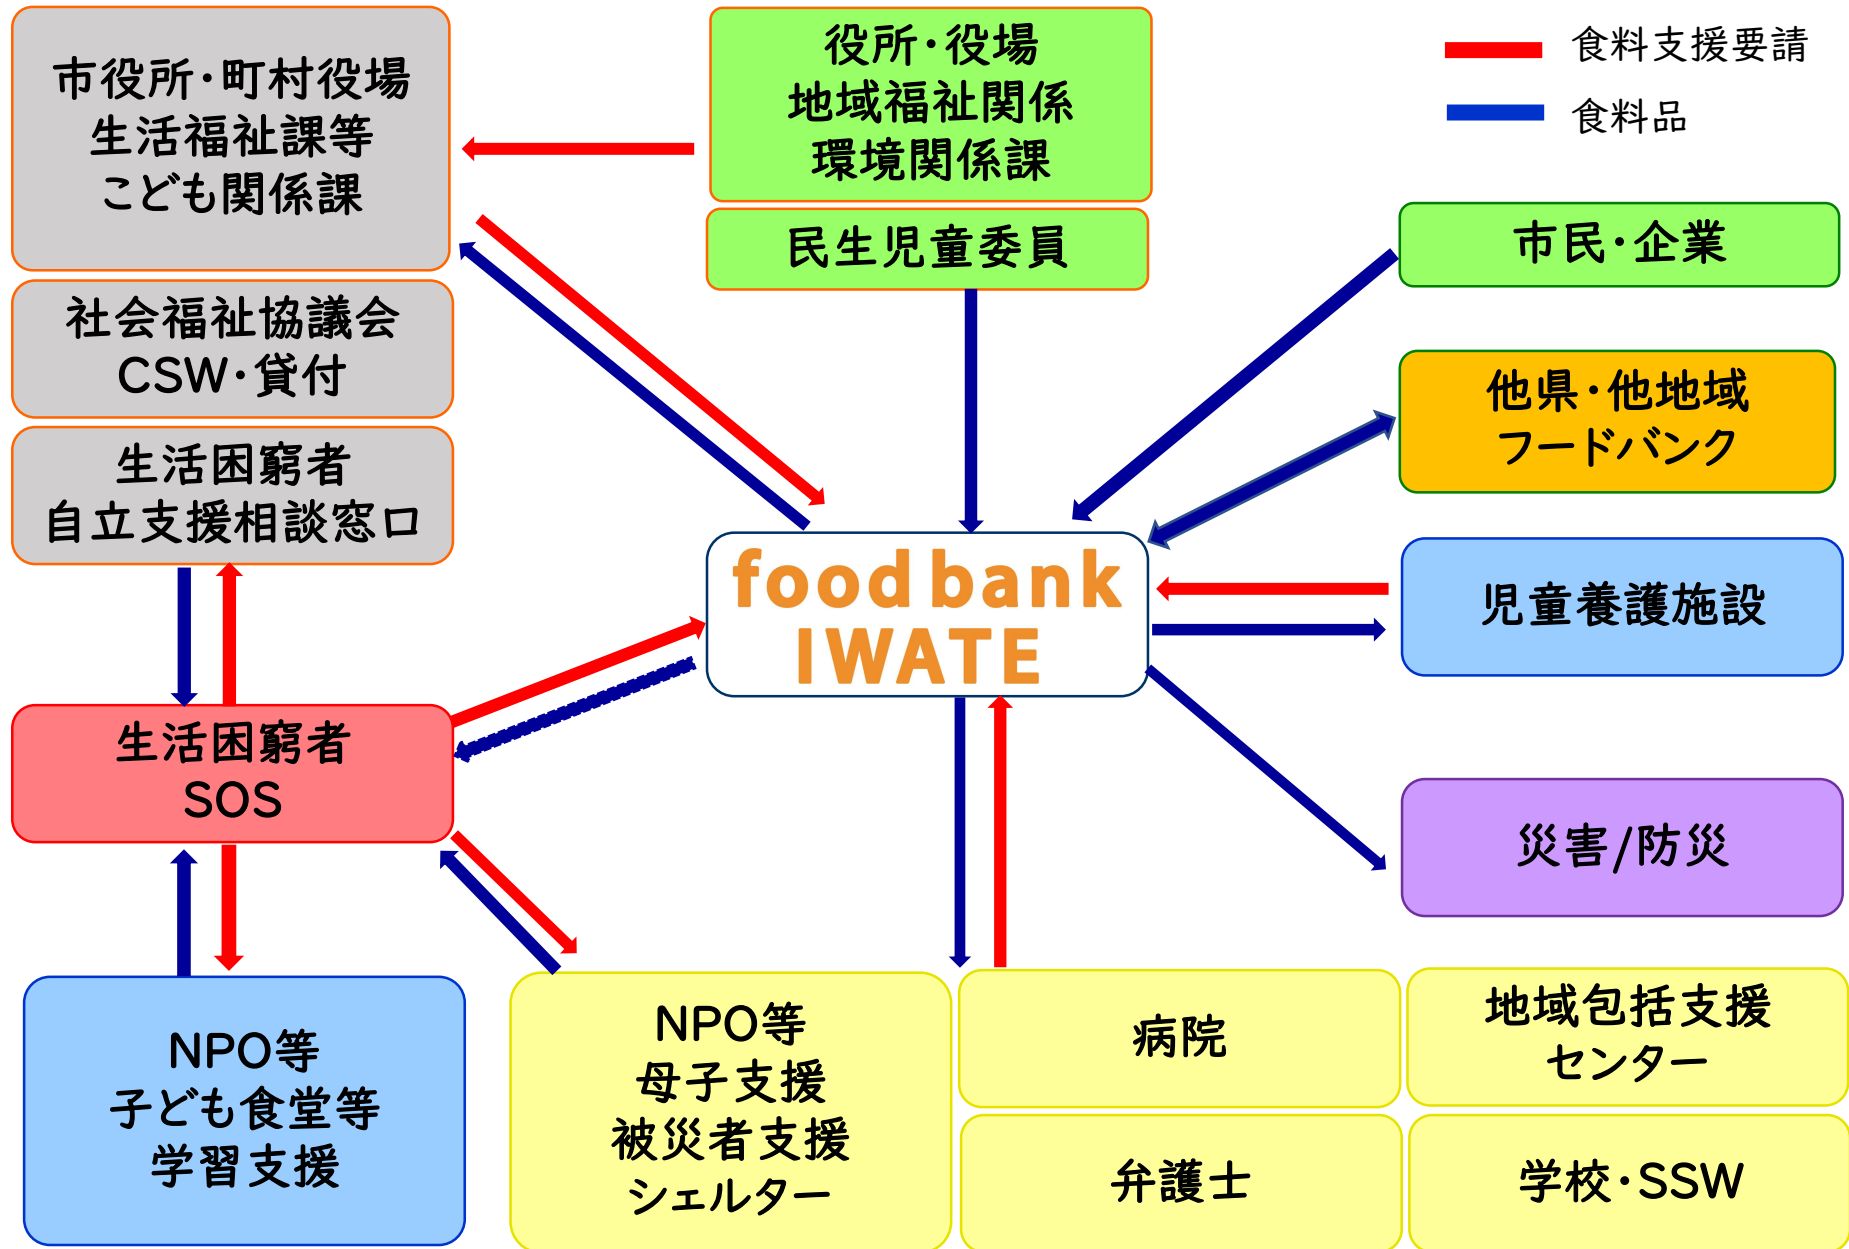 市役所・町村役場
生活福祉課等
こども関係課
役所・役場
地域福祉関係
環境関係課
民生児童委員
食料支援要請
食料品
市民・企業
社会福祉協議会
CSW・貸付
他県・他地域
フードバンク
生活困窮者
自立支援相談窓口
food bank
IWATE
児童養護施設
生活困窮者
SOS
災害/防災
NPO等
子ども食堂等
学習支援
NPO等
母子支援
被災者支援
シェルター
病院
地域包括支援
センター
弁護士
学校・SSW